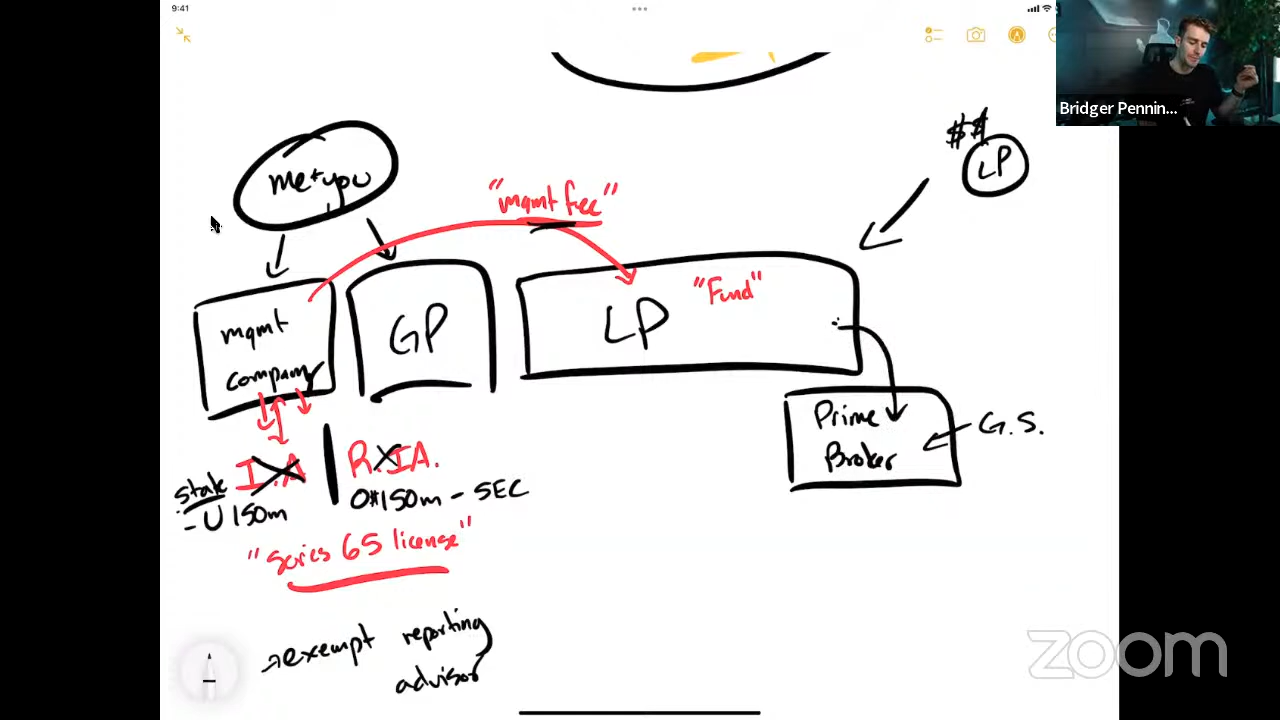 9:41
Bridger Pennin...
$$
LP
me+you
"mgmt fee"
mgmt
company
GP
LP
"Fund"
Prime
Broker
G.S.
I.A
R.IA.
state
-U 150m
O*150m - SEC
"Series 65 license"
→exempt reporting
advisor
zoom